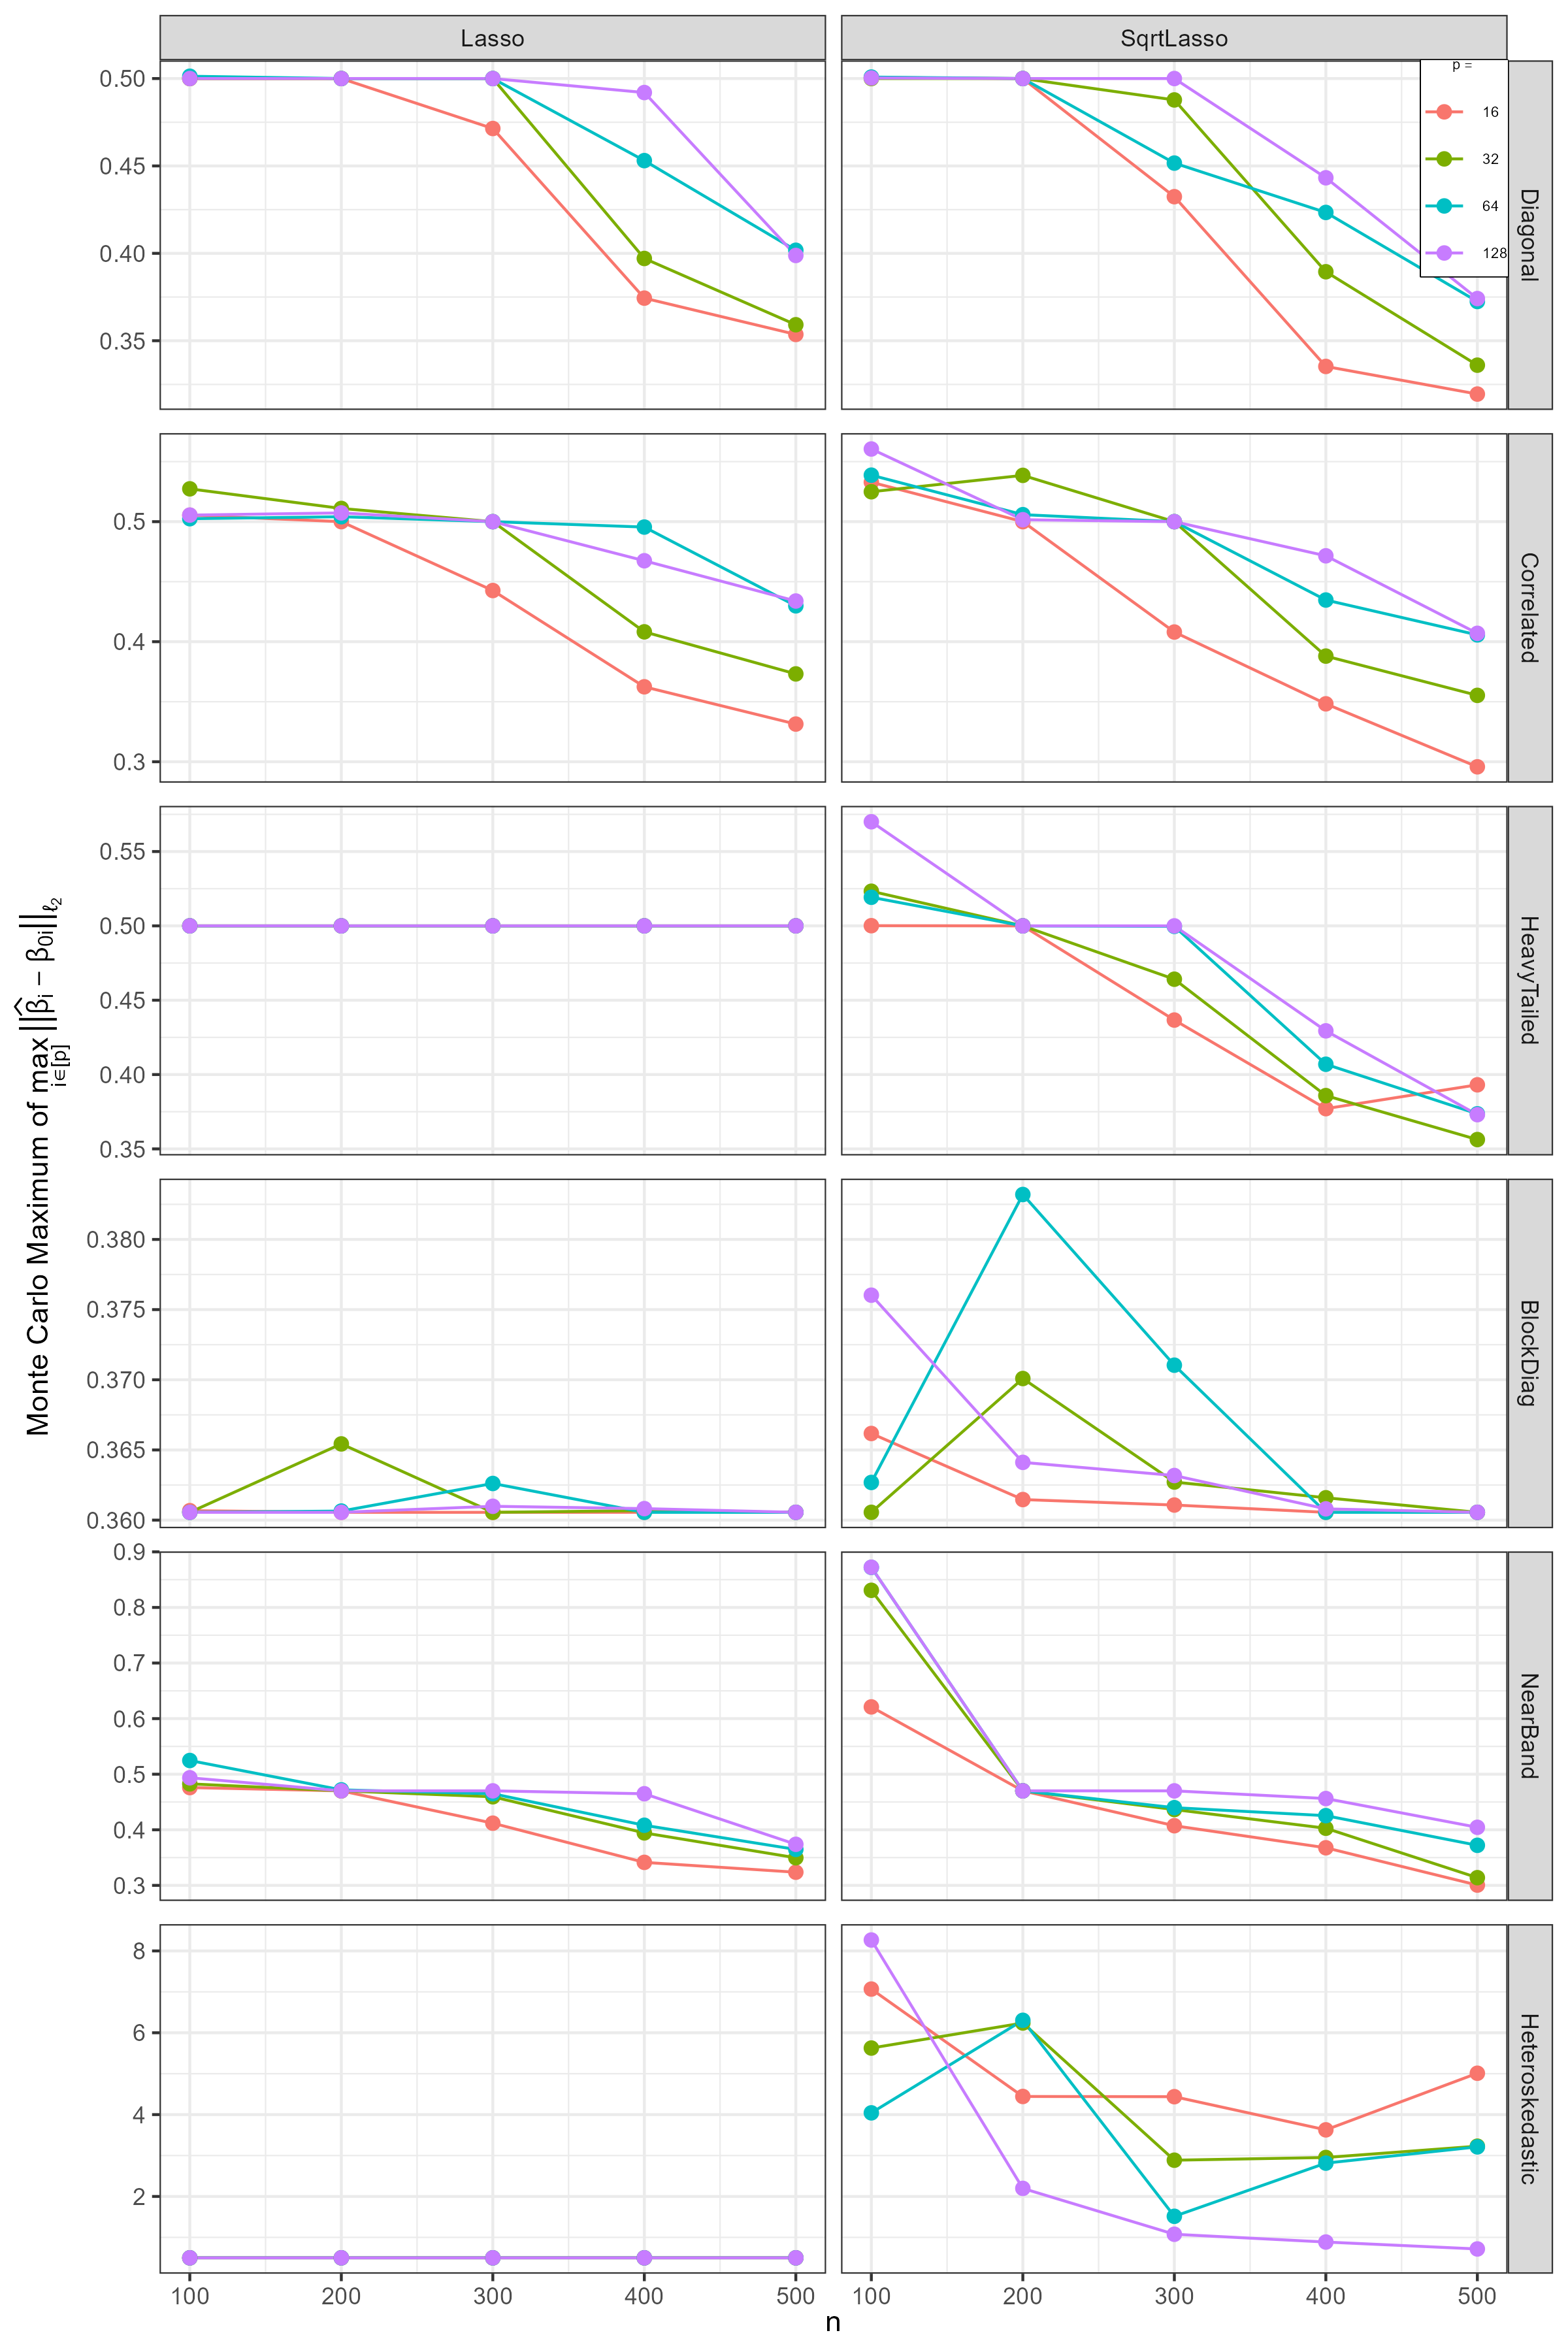 Lasso
SqrtLasso
p =
16
32
64
128
0.50
0.45
0.40
0.35
Diagonal
0.5
0.4
0.3
Correlated
0.55
0.50
0.45
0.40
0.35
HeavyTailed
0.380
0.375
0.370
0.365
0.360
BlockDiag
0.9
0.8
0.7
0.6
0.5
0.4
0.3
NearBand
8
6
4
2
Heteroskedastic
100 200 300 400 500
100 200 300 400 500
n
Monte Carlo Maximum of max i∈[p] ||β̂i − β0i||ℓ2